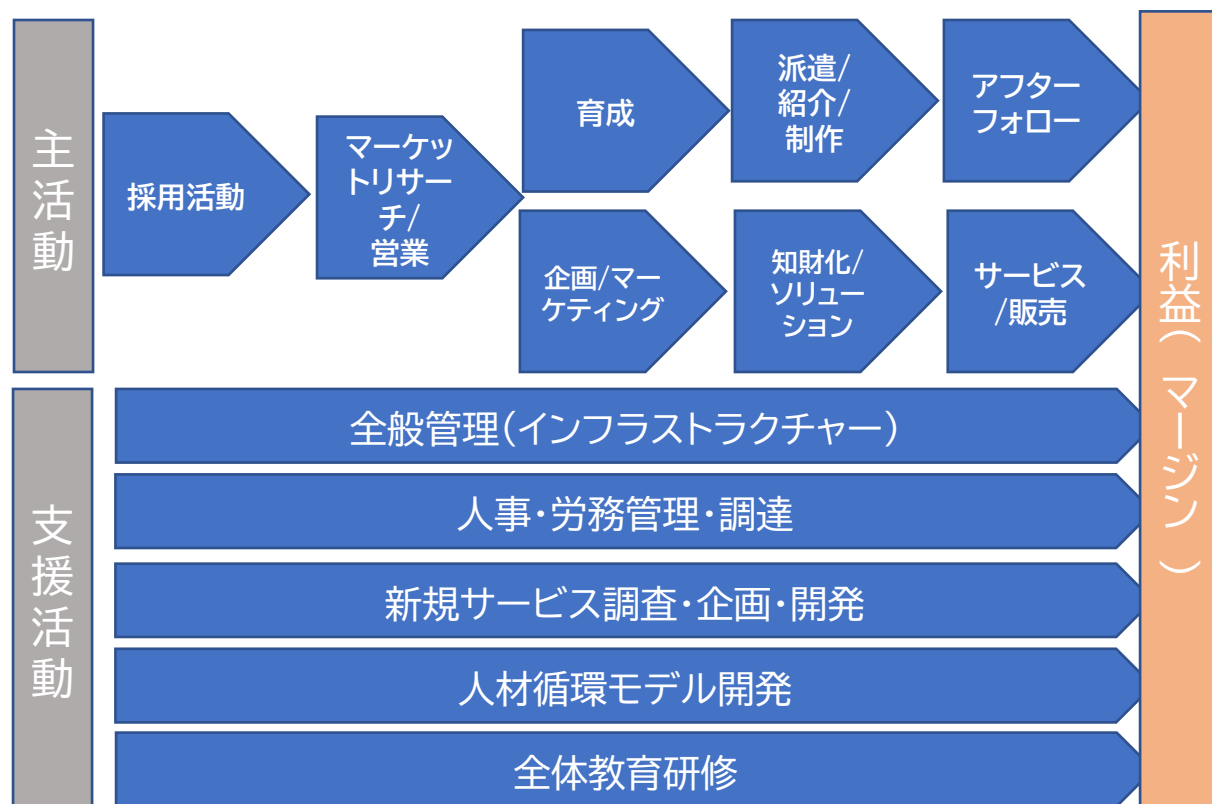 主活動
採用活動
マーケッ
トリサー
チ/
営業
育成
派遣/
紹介/
制作
アフター
フォロー
企画/マー
ケティング
知財化/
ソリュー
ション
サービス
/販売
支援活動
全般管理(インフラストラクチャー)
人事・労務管理・調達
新規サービス調査・企画・開発
人材循環モデル開発
全体教育研修
利益(マージン)